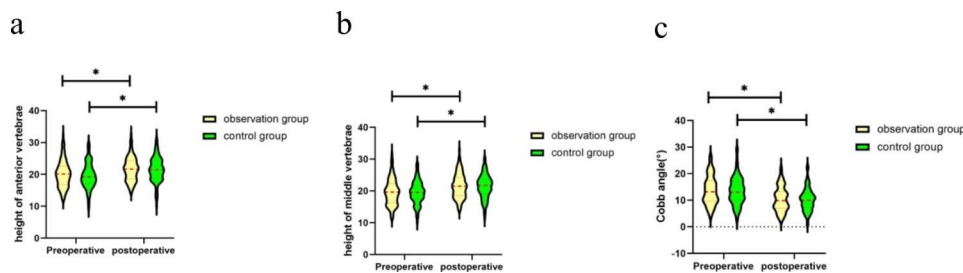 a
*
*
40
30
20
10
0
height of anterior vertebrae
Preoperative postoperative
observation group
control group
b
*
*
40
30
20
10
0
height of middle vertebrae
Preoperative postoperative
observation group
control group
c
*
*
40
30
20
10
0
-10
Cobb angle(°)
Preoperative postoperative
observation group
control group